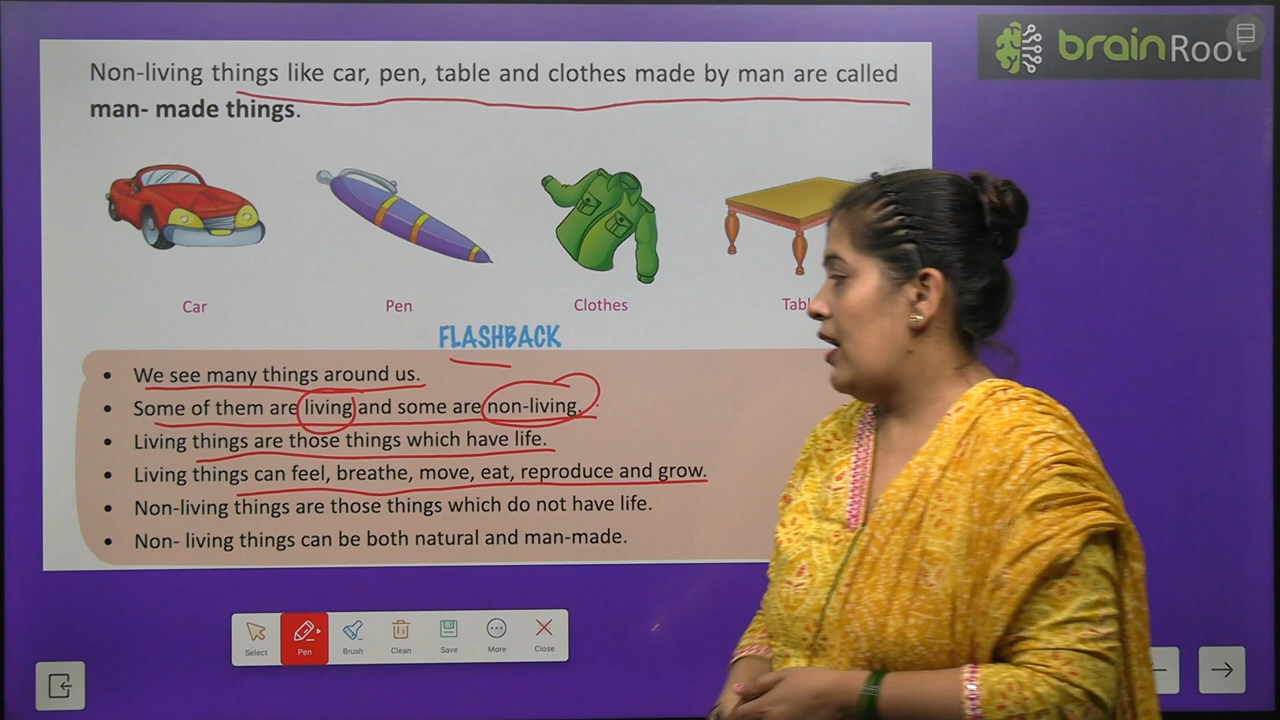 brainRoot
Non-living things like car, pen, table and clothes made by man are called
man- made things.
Car
Pen
Clothes
FLASHBACK
• We see many things around us.
• Some of them are living and some are non-living.
• Living things are those things which have life.
• Living things can feel, breathe, move, eat, reproduce and grow.
• Non-living things are those things which do not have life.
• Non- living things can be both natural and man-made.
Select
Pen
Brush
Clean
Save
More
Close